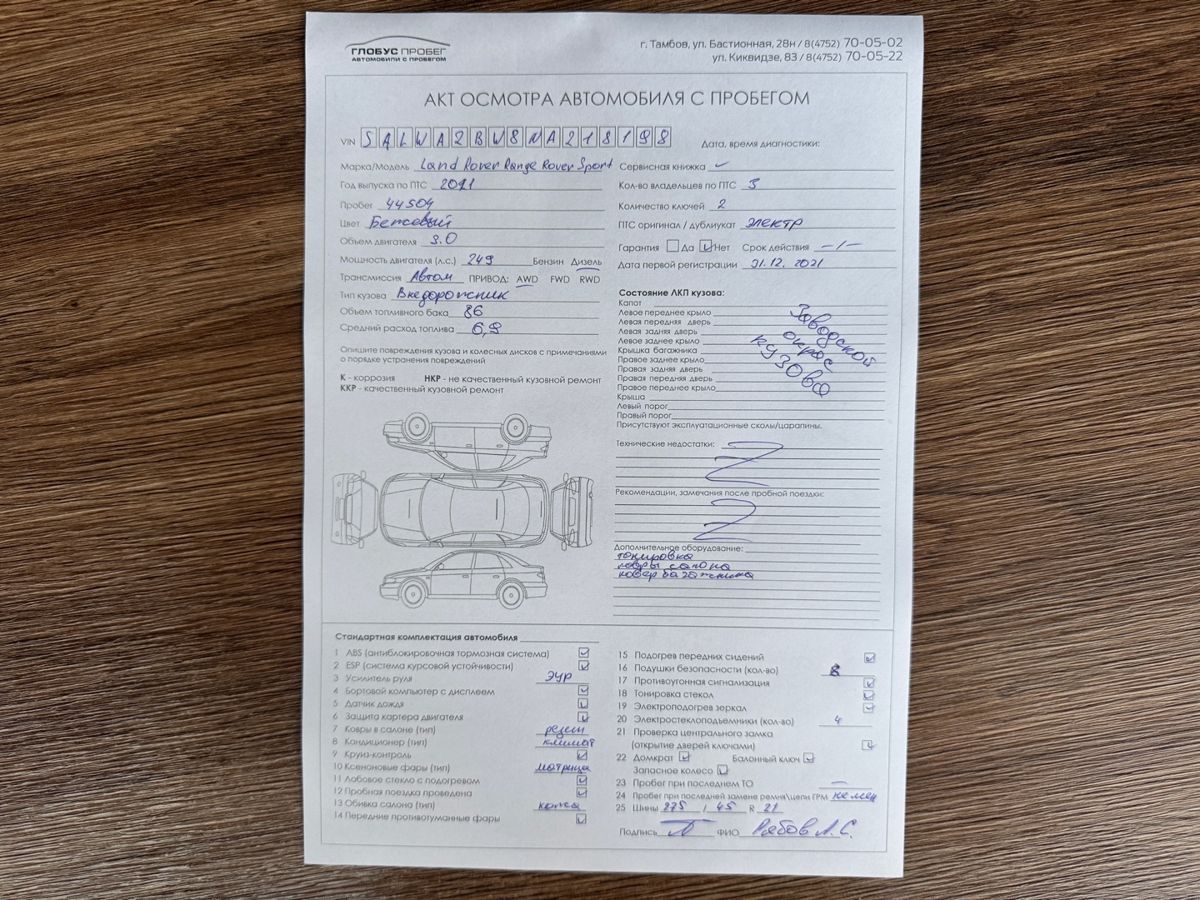 ГЛОБУС ПРОБЕГ
АВТОМОБИЛИ С ПРОБЕГОМ
г. Тамбов, ул. Бастионная, 28н / 8(4752) 70-05-02
ул. Киквидзе, 83 / 8(4752) 70-05-22
АКТ ОСМОТРА АВТОМОБИЛЯ С ПРОБЕГОМ
VIN SALWA2BW8NA218198
Дата, время диагностики:
Марка/Модель Land Rover Range Rover Sport
Год выпуска по ПТС 2021
Пробег 44504
Цвет Бежевый
Объем двигателя 3.0
Мощность двигателя (л.с.) 249 Бензин Дизель
Трансмиссия Автом ПРИВОД: AWD FWD RWD
Тип кузова Внедорожник
Объем топливного бака 86
Средний расход топлива 6,9
Опишите повреждения кузова и колесных дисков с примечаниями
о порядке устранения повреждений
К - коррозия НКР - не качественный кузовной ремонт
ККР - качественный кузовной ремонт
Сервисная книжка
Кол-во владельцев по ПТС 3
Количество ключей 2
ПТС оригинал / дубликат электр
Гарантия Да Нет Срок действия -/-
Дата первой регистрации 31.12.2021
Состояние ЛКП кузова:
Капот
Левое переднее крыло
Левая передняя дверь
Левая задняя дверь
Левое заднее крыло
Крышка багажника
Правое заднее крыло
Правая задняя дверь
Правая передняя дверь
Правое переднее крыло
Крыша
Левый порог
Правый порог
Заводской
окрас
кузова
Присутствуют эксплуатационные сколы/царапины.
Технические недостатки: Z
Рекомендации, замечания после пробной поездки:
Z
Дополнительное оборудование:
тонировка
ковры салона
ковер багажника
Стандартная комплектация автомобиля
1 ABS (антиблокировочная тормозная система)
2 ESP (система курсовой устойчивости)
3 Усилитель руля ЭУР
4 Бортовой компьютер с дисплеем
5 Датчик дождя
6 Защита картера двигателя
7 Ковры в салоне (тип) резин
8 Кондиционер (тип) климат
9 Круиз-контроль
10 Ксеноновые фары (тип) матрица
11 Лобовое стекло с подогревом
12 Пробная поездка проведена
13 Обивка салона (тип) кожа
14 Передние противотуманные фары
15 Подогрев передних сидений
16 Подушки безопасности (кол-во) 8
17 Противоугонная сигнализация
18 Тонировка стекол
19 Электроподогрев зеркал
20 Электростеклоподъемники (кол-во) 4
21 Проверка центрального замка
(открытие дверей ключами)
22 Домкрат Балонный ключ
Запасное колесо
23 Пробег при последнем ТО —
24 Пробег при последней замене ремня\цепи ГРМ не мен
25 Шины 275 / 45 R 21
Подпись ФИО Рябов А.С.